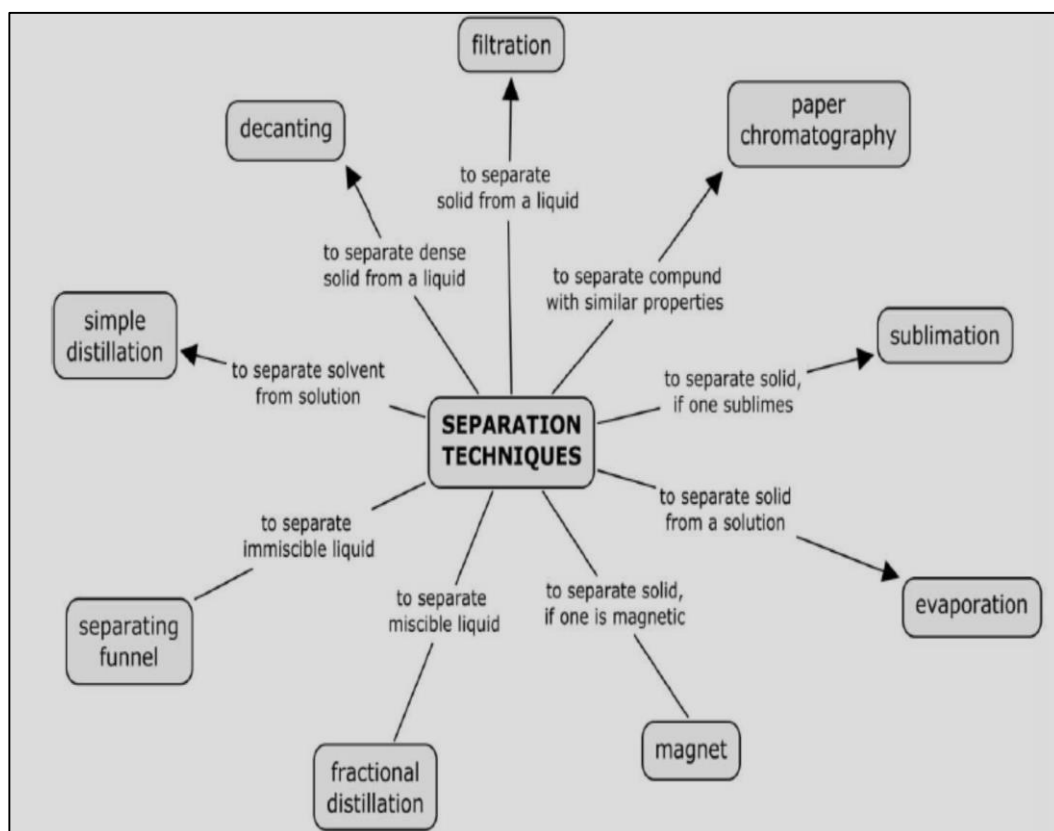 filtration
paper
chromatography
decanting
to separate
solid from a liquid
to separate dense
solid from a liquid
to separate compund
with similar properties
simple
distillation
sublimation
to separate solvent
from solution
to separate solid,
if one sublimes
SEPARATION
TECHNIQUES
to separate solid
from a solution
to separate
immiscible liquid
to separate
miscible liquid
to separate solid,
if one is magnetic
evaporation
separating
funnel
magnet
fractional
distillation